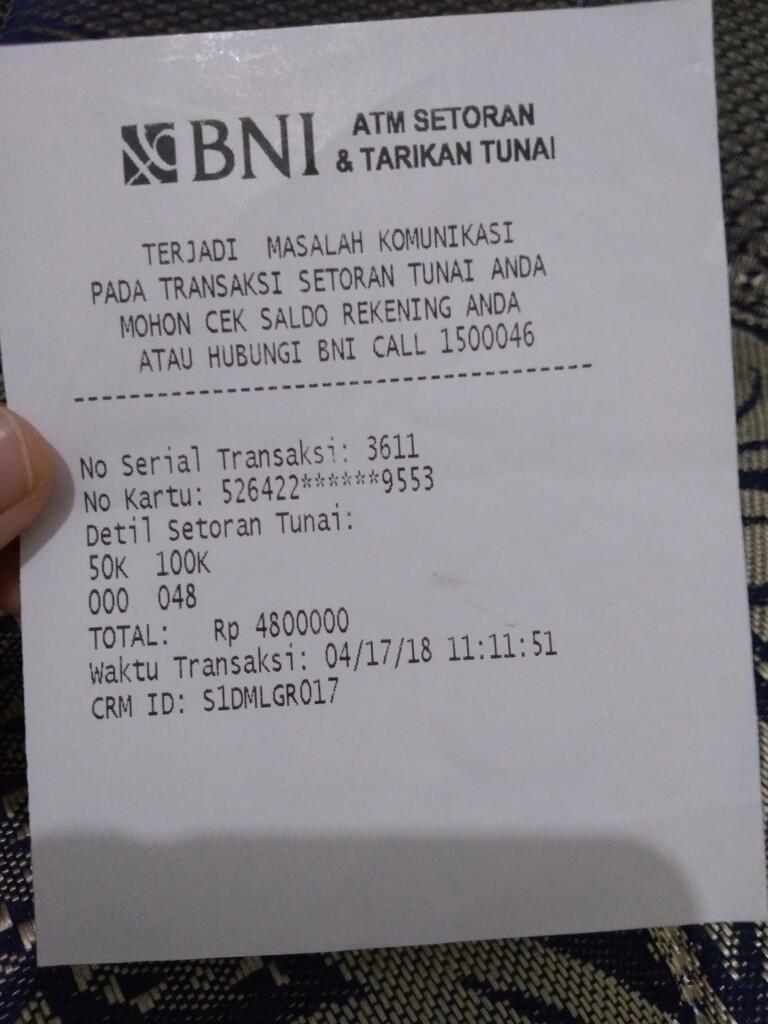 BNI ATM SETORAN
& TARIKAN TUNAI
TERJADI MASALAH KOMUNIKASI
PADA TRANSAKSI SETORAN TUNAI ANDA
MOHON CEK SALDO REKENING ANDA
ATAU HUBUNGI BNI CALL 1500046
------------------------------------
No Serial Transaksi: 3611
No Kartu: 526422******9553
Detil Setoran Tunai:
50K 100K
000 048
TOTAL: Rp 4800000
Waktu Transaksi: 04/17/18 11:11:51
CRM ID: S1DMLGR017